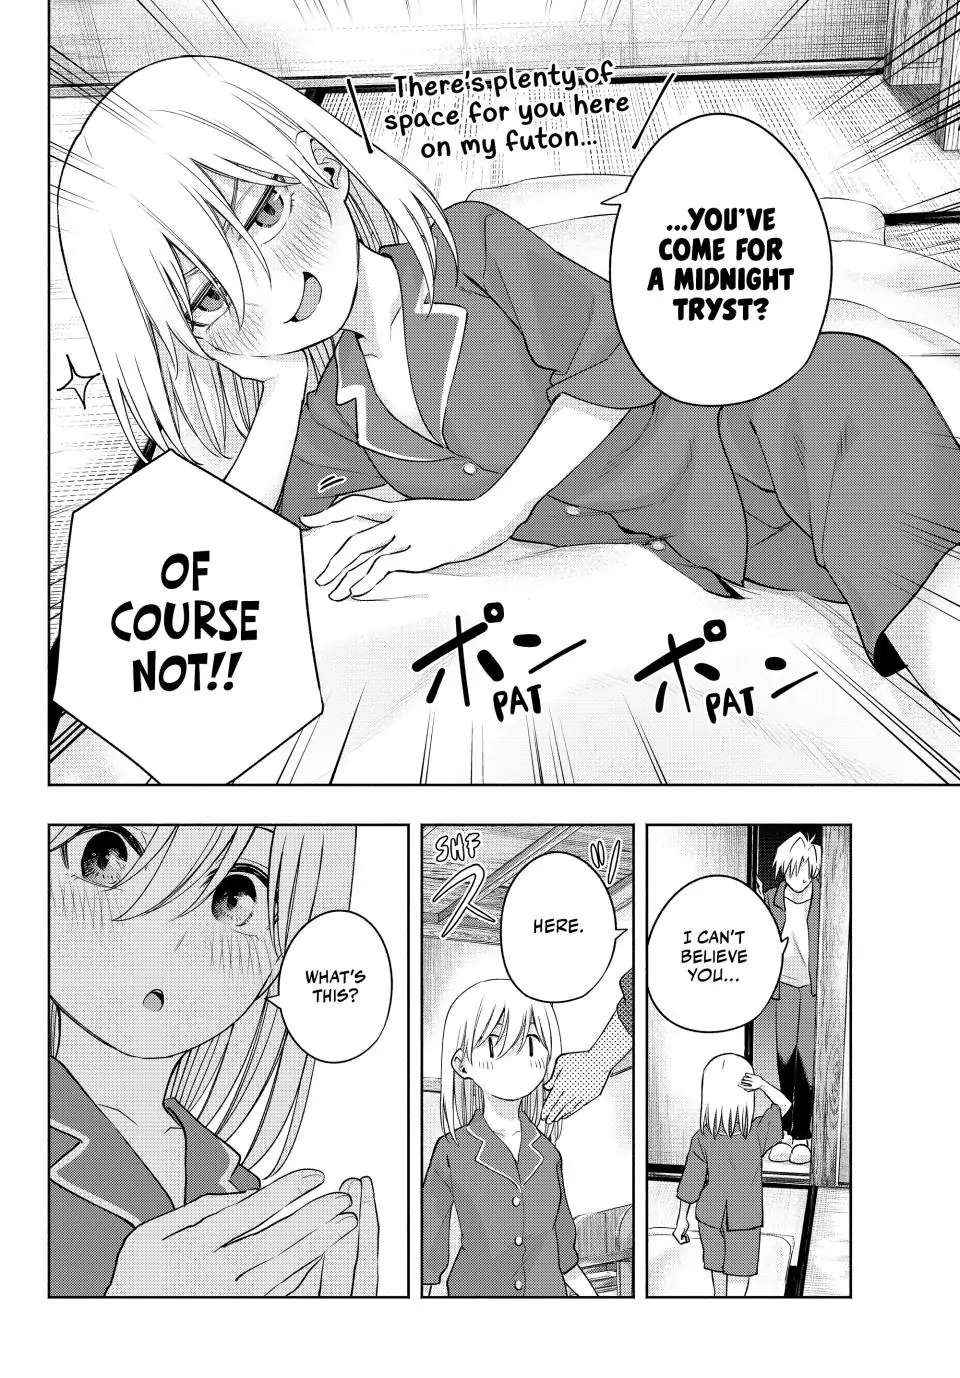 ...YOU'VE
COME FOR
A MIDNIGHT
TRYST?
There's plenty of
space for you here
on my futon...
ポン
PAT
ポン
PAT
OF
COURSE
NOT!!
I CAN'T
BELIEVE
YOU...
HERE.
SHF
スッ
WHAT'S
THIS?